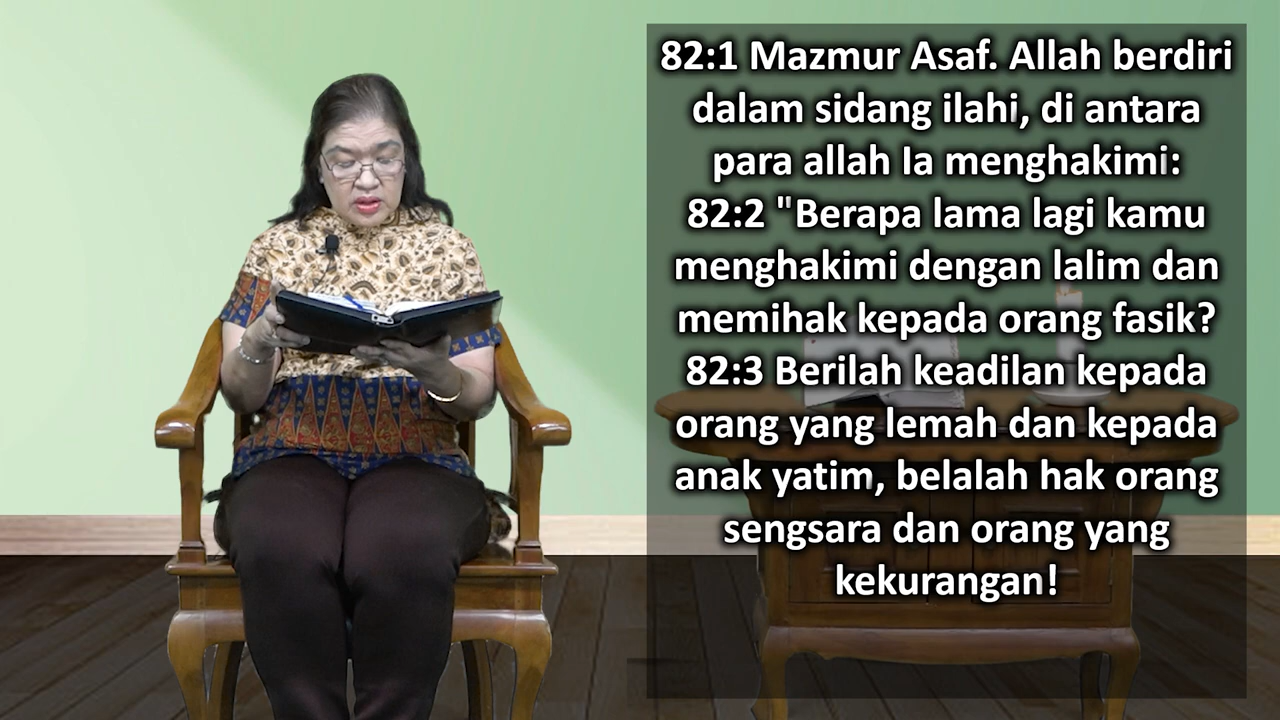 82:1 Mazmur Asaf. Allah berdiri
dalam sidang ilahi, di antara
para allah Ia menghakimi:
82:2 "Berapa lama lagi kamu
menghakimi dengan lalim dan
memihak kepada orang fasik?
82:3 Berilah keadilan kepada
orang yang lemah dan kepada
anak yatim, belalah hak orang
sengsara dan orang yang
kekurangan!